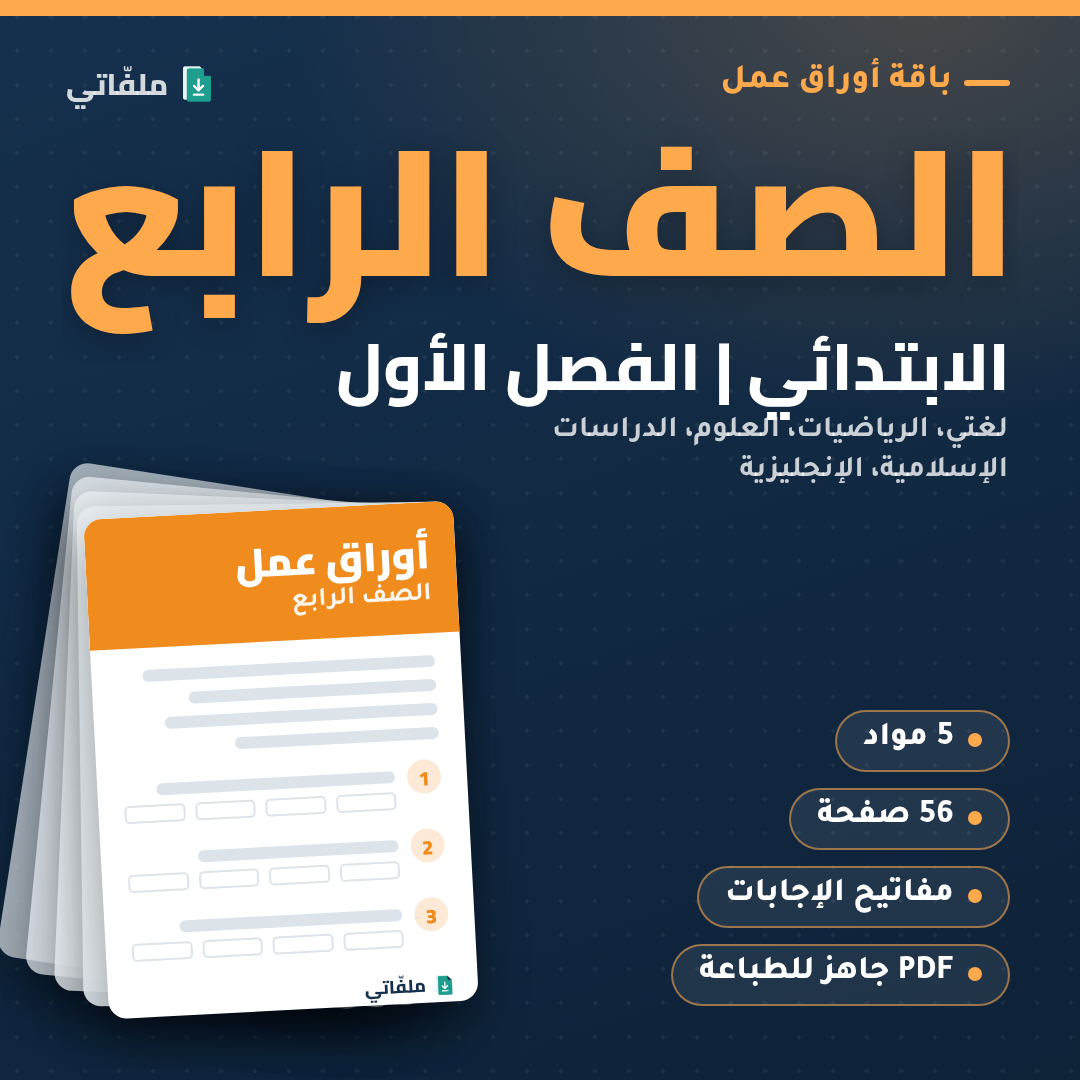 باقة أوراق عمل
ملفّاتي
الصف الرابع
الابتدائي | الفصل الأول
لغتي، الرياضيات، العلوم، الدراسات
الإسلامية، الإنجليزية
أوراق عمل
الصف الرابع
1
2
3
ملفّاتي
5 مواد
56 صفحة
مفاتيح الإجابات
PDF جاهز للطباعة